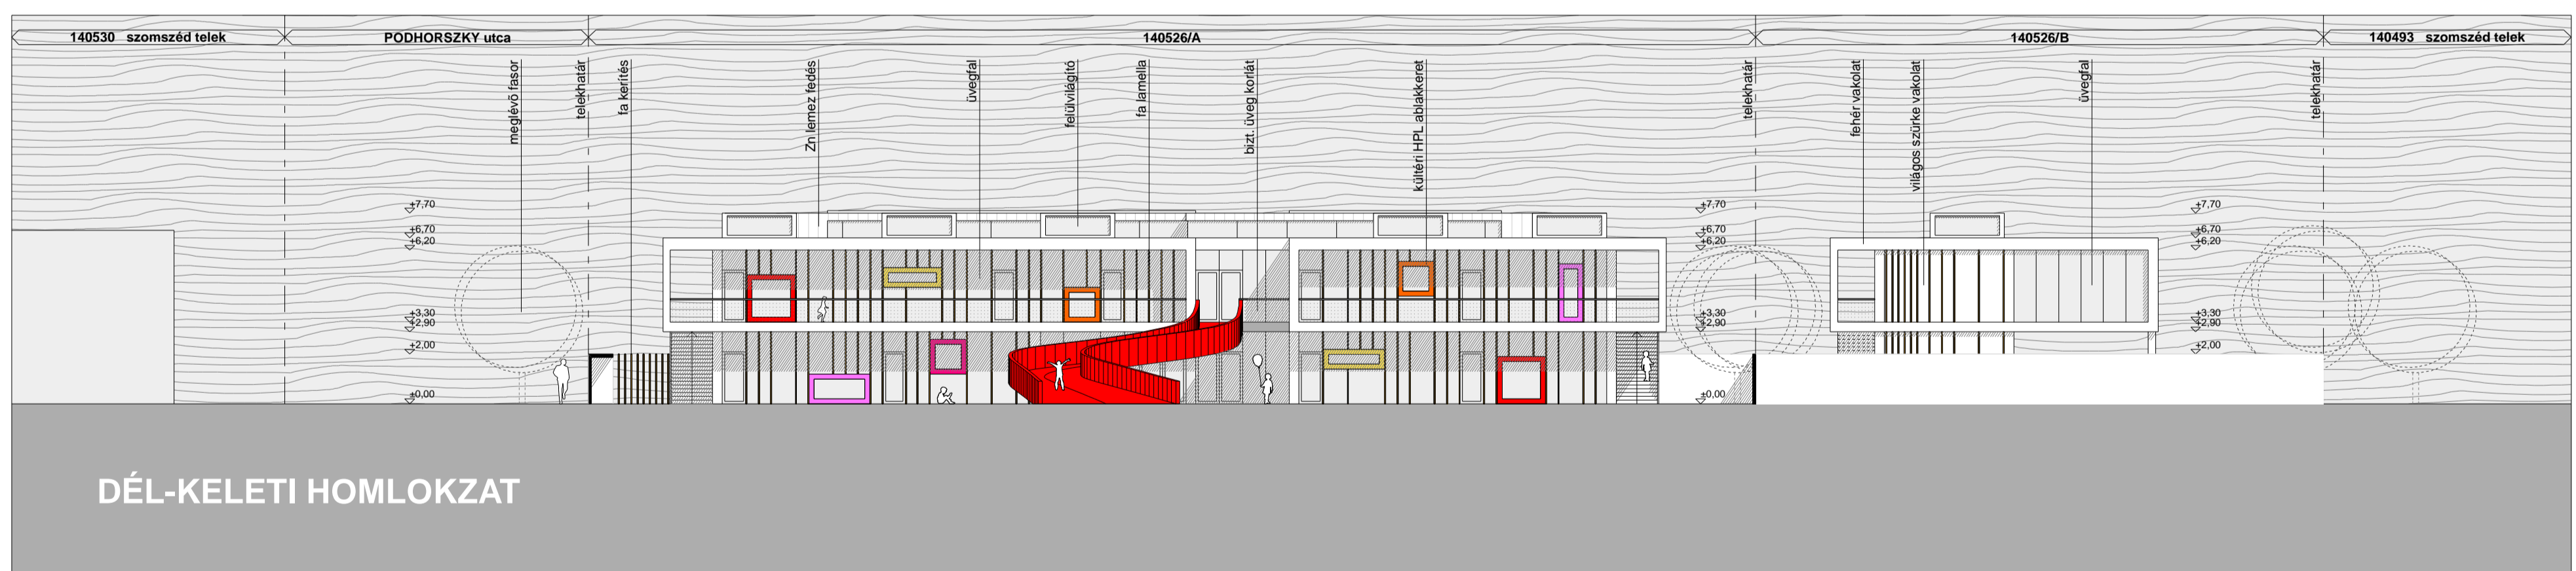 140530 szomszéd telek
PODHORSZKY utca
140526/A
140526/B
140493 szomszéd telek
meglévő fasor
telekhatár
fa kerítés
Zn lemez fedés
üvegfal
felülvilágító
fa lamella
bizt. üveg korlát
kültéri HPL ablakkeret
telekhatár
fehér vakolat
világos szürke vakolat
üvegfal
telekhatár
+7,70
+6,70
+6,20
+3,30
+2,90
+2,00
±0,00
+7,70
+6,70
+6,20
+3,30
+2,90
±0,00
+7,70
+6,70
+6,20
+3,30
+2,90
+2,00
DÉL-KELETI HOMLOKZAT